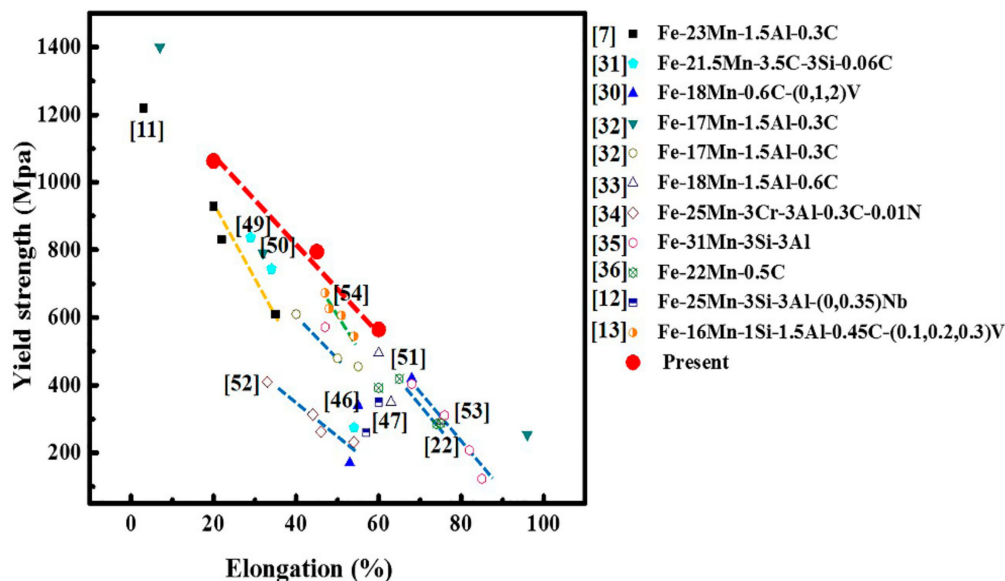 Yield strength (Mpa)
1400
1200
1000
800
600
400
200
0
20
40
60
80
100
Elongation (%)
[11]
[49]
[50]
[54]
[52]
[46]
[47]
[51]
[53]
[22]
[7] Fe-23Mn-1.5Al-0.3C
[31] Fe-21.5Mn-3.5C-3Si-0.06C
[30] Fe-18Mn-0.6C-(0,1,2)V
[32] Fe-17Mn-1.5Al-0.3C
[32] Fe-17Mn-1.5Al-0.3C
[33] Fe-18Mn-1.5Al-0.6C
[34] Fe-25Mn-3Cr-3Al-0.3C-0.01N
[35] Fe-31Mn-3Si-3Al
[36] Fe-22Mn-0.5C
[12] Fe-25Mn-3Si-3Al-(0,0.35)Nb
[13] Fe-16Mn-1Si-1.5Al-0.45C-(0.1,0.2,0.3)V
Present